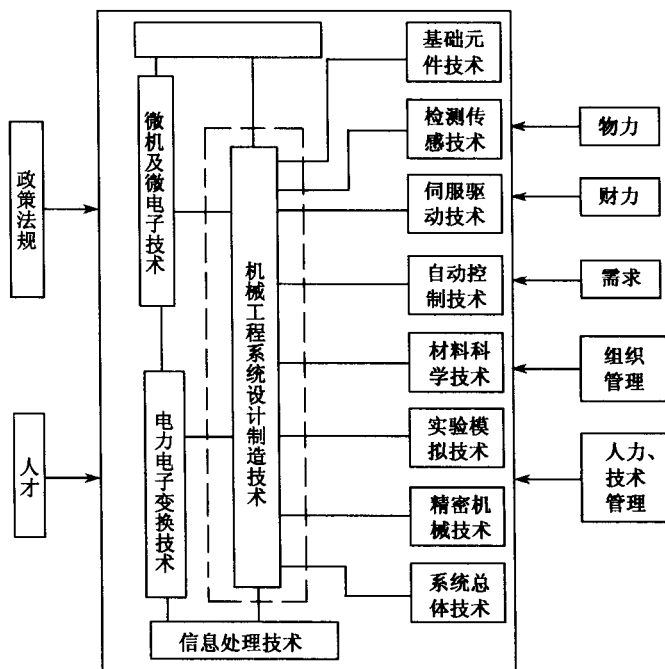 政策法规
人才
微机及微电子技术
电力电子变换技术
机械工程系统设计制造技术
信息处理技术
基础元
件技术
检测传
感技术
伺服驱
动技术
自动控
制技术
材料科
学技术
实验模
拟技术
精密机
械技术
系统总
体技术
物力
财力
需求
组织
管理
人力、
技术
管理